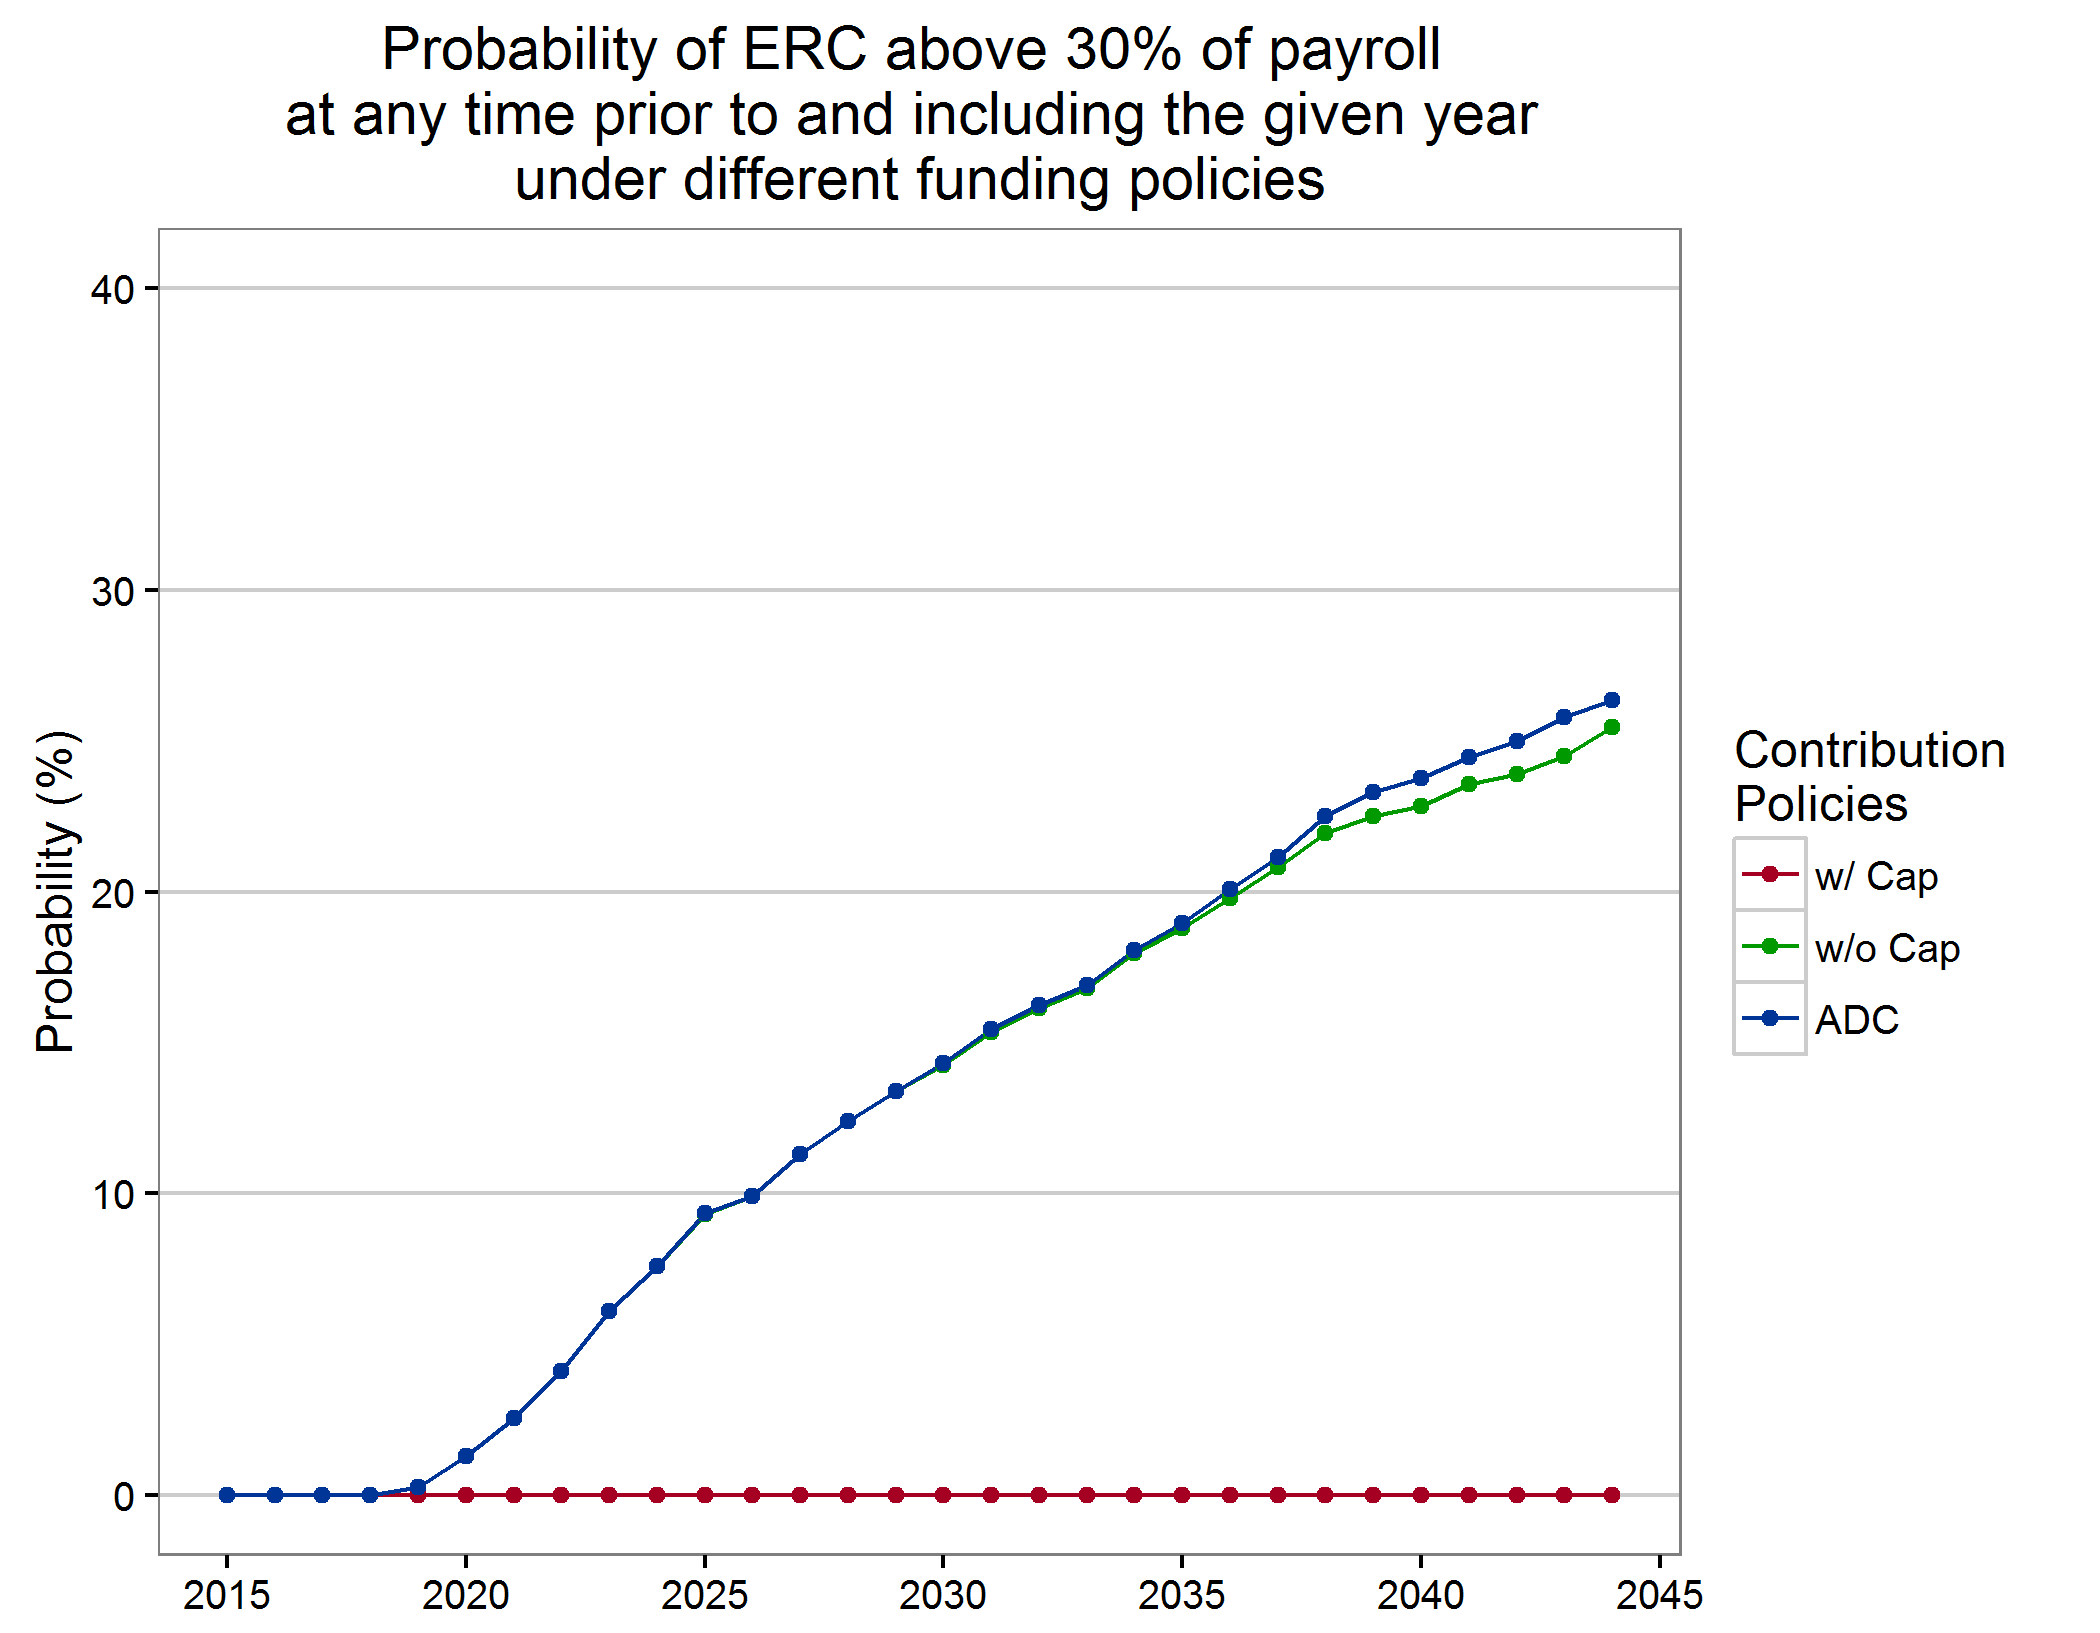 Probability of ERC above 30% of payroll
at any time prior to and including the given year
under different funding policies
40
30
20
10
0
Probability (%)
2015
2020
2025
2030
2035
2040
2045
Contribution
Policies
w/ Cap
w/o Cap
ADC